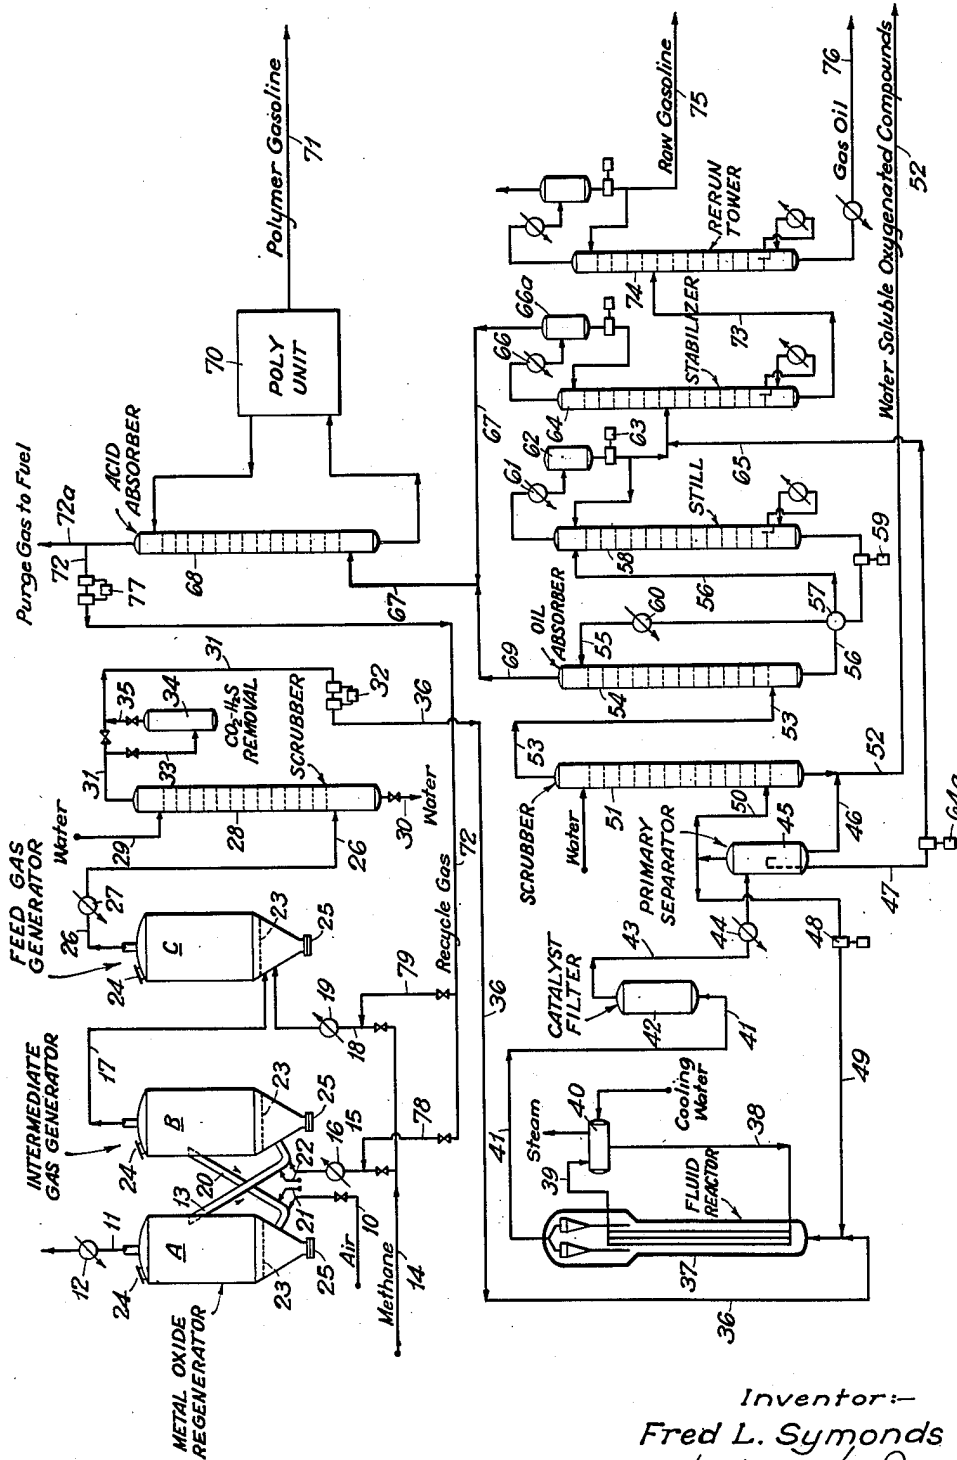 Purge Gas to Fuel
72a
72
77
ACID
ABSORBER
68
67
70
POLY
UNIT
Polymer Gasoline
71
METAL OXIDE
REGENERATOR
A
11
12
24
23
25
13
20
21
22
10
Air
Methane
14
INTERMEDIATE
GAS GENERATOR
B
24
23
25
15
16
17
78
FEED GAS
GENERATOR
C
24
23
25
18
19
79
26
27
26
Water
29
28
SCRUBBER
30
Water
31
33
34
35
CO2-H2S
REMOVAL
31
32
36
Recycle Gas
72
36
36
37
FLUID
REACTOR
38
39
40
Steam
Cooling
Water
41
41
42
CATALYST
FILTER
43
44
PRIMARY
SEPARATOR
45
46
47
48
49
50
SCRUBBER
Water
51
52
53
53
54
OIL
ABSORBER
55
56
56
57
58
STILL
59
60
61
62
63
64
STABILIZER
65
66
66a
67
69
73
74
RERUN
TOWER
Raw Gasoline
75
Gas Oil
76
Water Soluble Oxygenated Compounds
52
Inventor:-
Fred L. Symonds